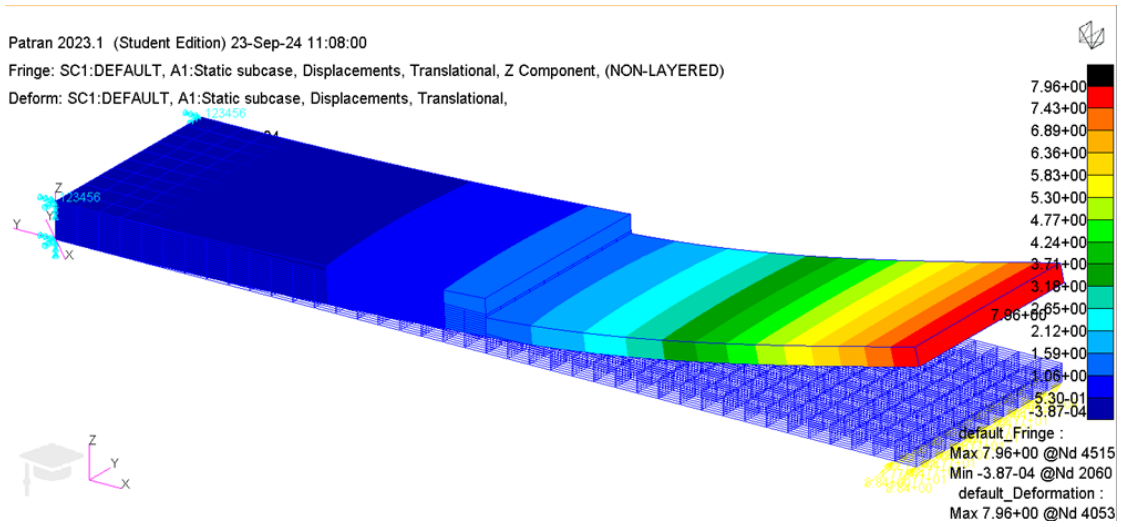 Patran 2023.1 (Student Edition) 23-Sep-24 11:08:00
Fringe: SC1:DEFAULT, A1:Static subcase, Displacements, Translational, Z Component, (NON-LAYERED)
Deform: SC1:DEFAULT, A1:Static subcase, Displacements, Translational,
123456
123456
Z
Y
Y
X
7.96+00
7.43+00
6.89+00
6.36+00
5.83+00
5.30+00
4.77+00
4.24+00
3.71+00
3.18+00
2.65+00
7.96+00
2.12+00
1.59+00
1.06+00
5.30-01
-3.87-04
default_Fringe :
Max 7.96+00 @Nd 4515
Min -3.87-04 @Nd 2060
default_Deformation :
Max 7.96+00 @Nd 4053
Z
Y
X